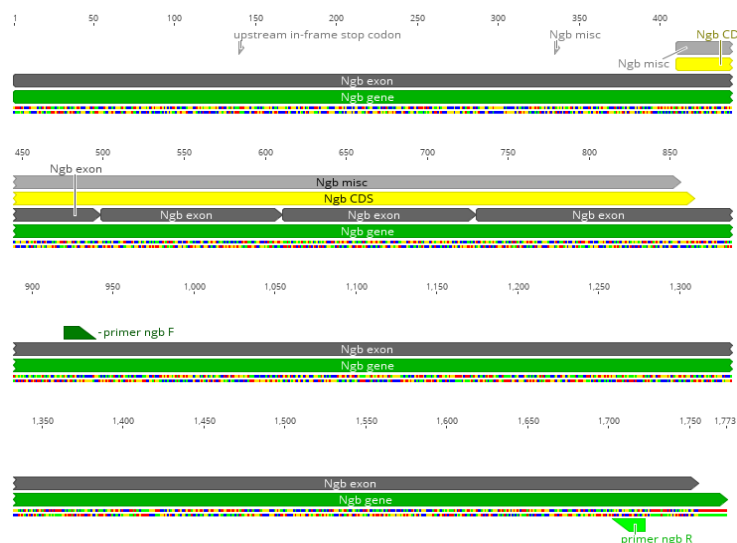 1 50 100 150 200 250 300 350 400
upstream in-frame stop codon Ngb misc Ngb CD
Ngb misc
Ngb exon
Ngb gene
450 500 550 600 650 700 750 800 850
Ngb exon
Ngb misc
Ngb CDS
Ngb exon Ngb exon Ngb exon
Ngb gene
900 950 1,000 1,050 1,100 1,150 1,200 1,250 1,300
primer ngb F
Ngb exon
Ngb gene
1,350 1,400 1,450 1,500 1,550 1,600 1,650 1,700 1,750 1,773
Ngb exon
Ngb gene
primer ngb R